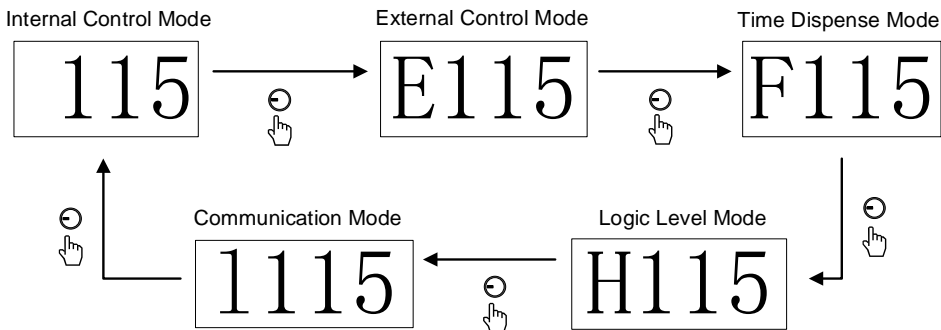 Internal Control Mode
External Control Mode
Time Dispense Mode
115
E115
F115
Communication Mode
Logic Level Mode
1115
H115